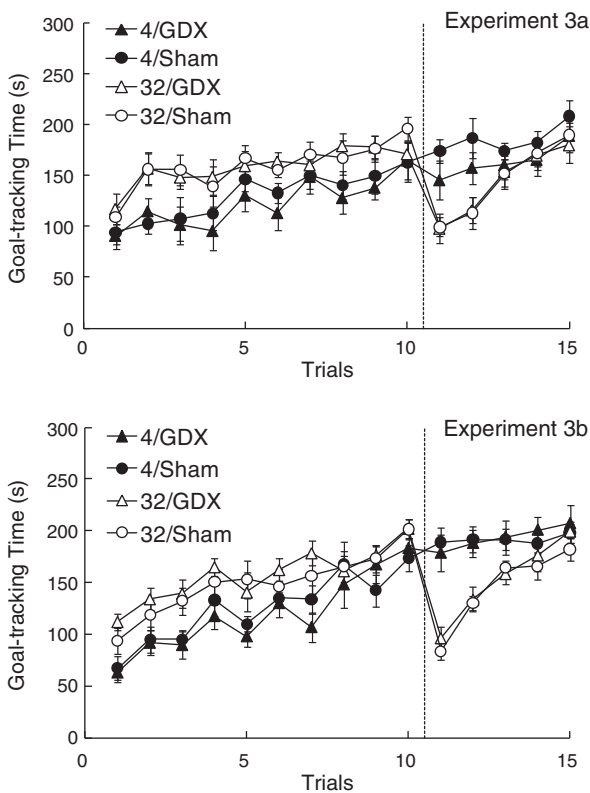 Experiment 3a
300
250
200
150
100
50
0
4/GDX
4/Sham
32/GDX
32/Sham
Goal-tracking Time (s)
0 5 10 15
Trials
Experiment 3b
300
250
200
150
100
50
0
4/GDX
4/Sham
32/GDX
32/Sham
Goal-tracking Time (s)
0 5 10 15
Trials